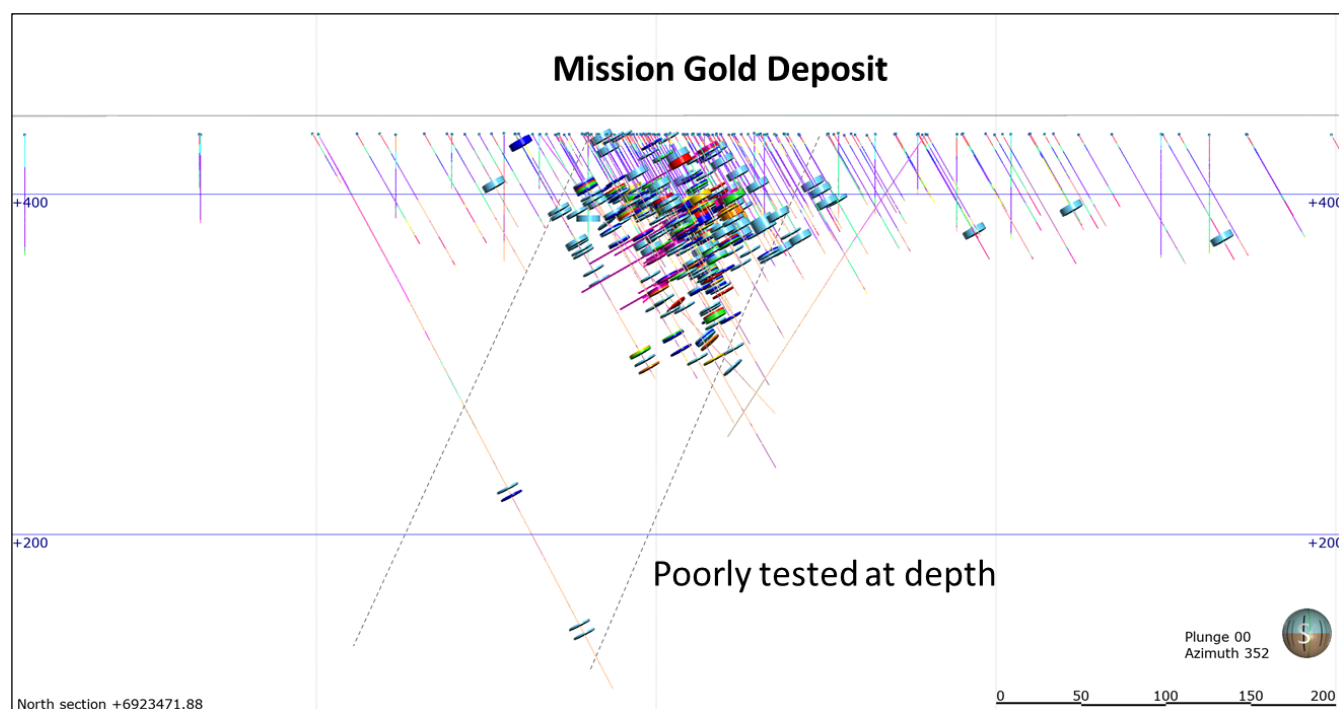 Mission Gold Deposit
+400
+400
+200
+200
Poorly tested at depth
S
Plunge 00
Azimuth 352
North section +6923471.88
0 50 100 150 200